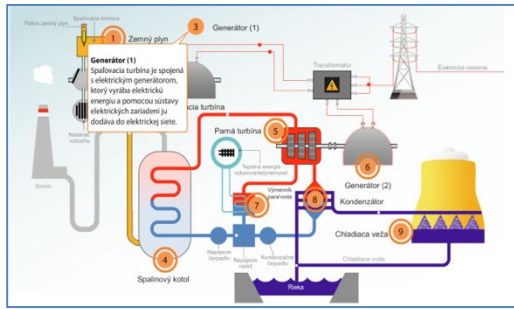 Palivo zemný plyn
Spaľovacia komora
1
Zemný plyn
3
Generátor (1)
Generátor (1)
Spaľovacia turbína je spojená
s elektrickým generátorom,
ktorý vyrába elektrickú
energiu a pomocou sústavy
elektrických zariadení ju
dodáva do elektrickej siete.
Transformátor
Elektrické vedenie
cia turbína
Nasávač
vzduchu
Komín
Parná turbína
5
Tepelná energia
vykurovanie/priemysel
6
Generátor (2)
Výmenník
para/voda
7
8
Kondenzátor
9
Chladiaca veža
4
Spalinový kotol
Napájacie
čerpadlo
Napájacia
nádrž
Kondenzačné
čerpadlo
Chladiaca voda
Rieka